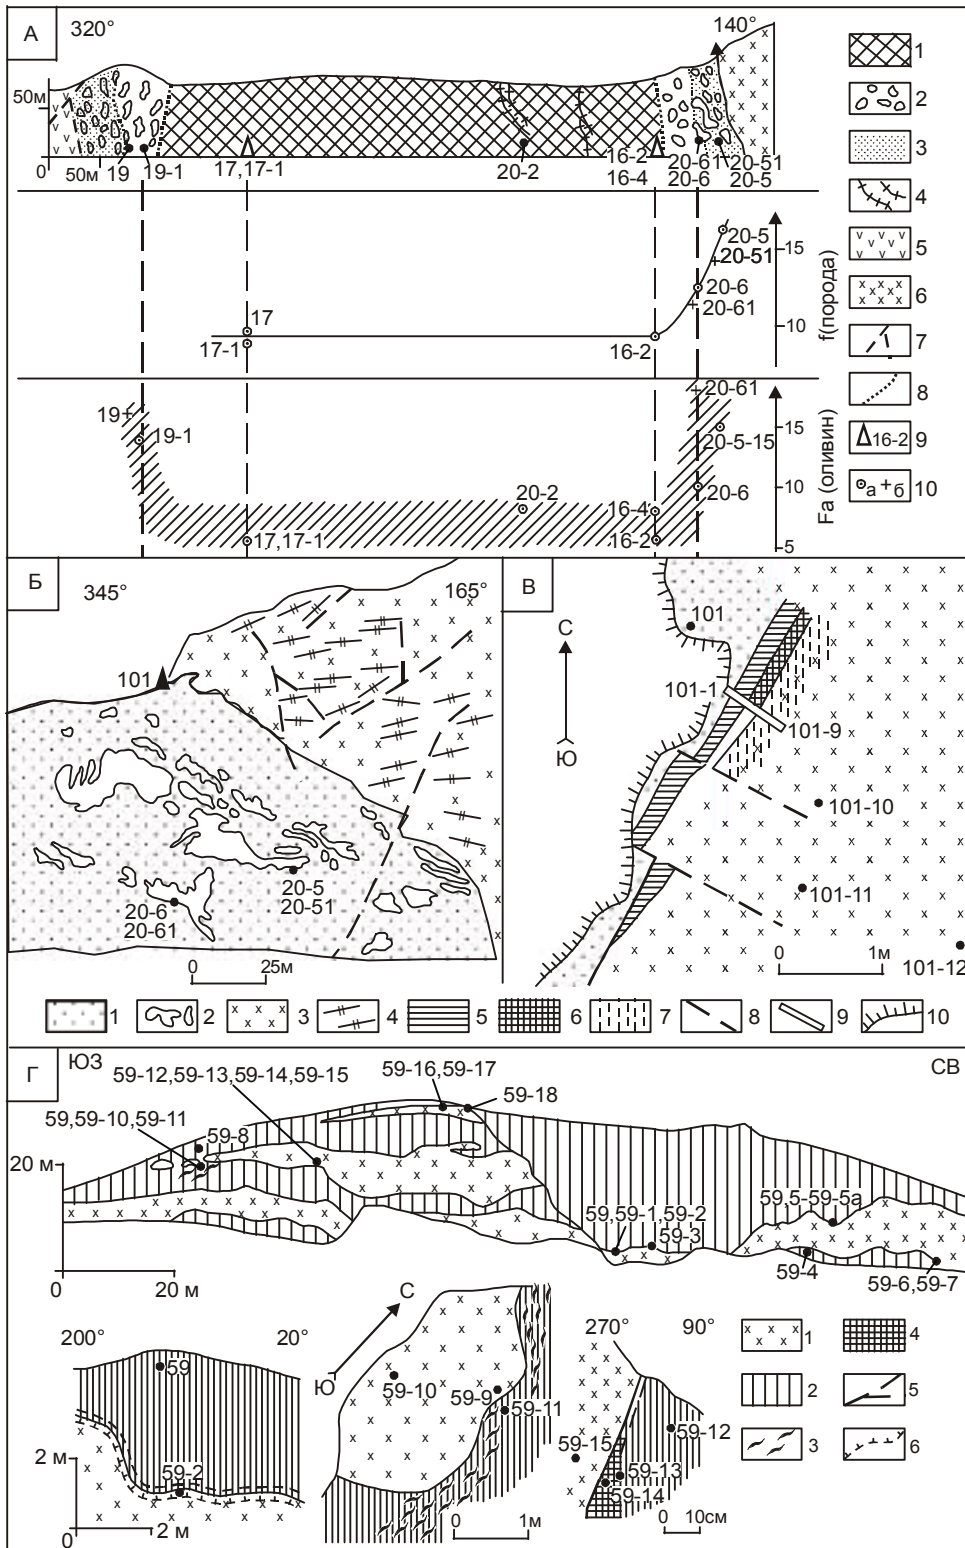 А 320° 140°
50м
0 50м 19 19-1 17,17-1 20-2 16-2 20-61 20-51
16-4 20-6 20-5
1
2
3
4
5
6
7
8
16-2 9
а + б 10
20-5
15
20-51
20-6
20-61
17
17-1
16-2
10
f(порода)
20-61
19
19-1
15
20-5-15
20-2
16-4
10
20-6
17,17-1
16-2
5
Fa (оливин)
Б 345° 165°
101
20-5
20-51
20-6
20-61
0 25м
В
С
Ю
101
101-1
101-9
101-10
101-11
101-12
0 1м
1 2 3 4 5 6 7 8 9 10
Г ЮЗ СВ
59-12,59-13,59-14,59-15
59-16,59-17
59-18
59,59-10,59-11
59-8
20 м
59,59-1,59-2
59-3
59,5-59-5а
59-4
59-6,59-7
0 20 м
200° 20°
59
2 м
59-2
0 2 м
С
Ю
59-10
59-9
59-11
0 1м
270° 90°
59-12
59-15
59-13
59-14
0 10см
1 4
2 5
3 6